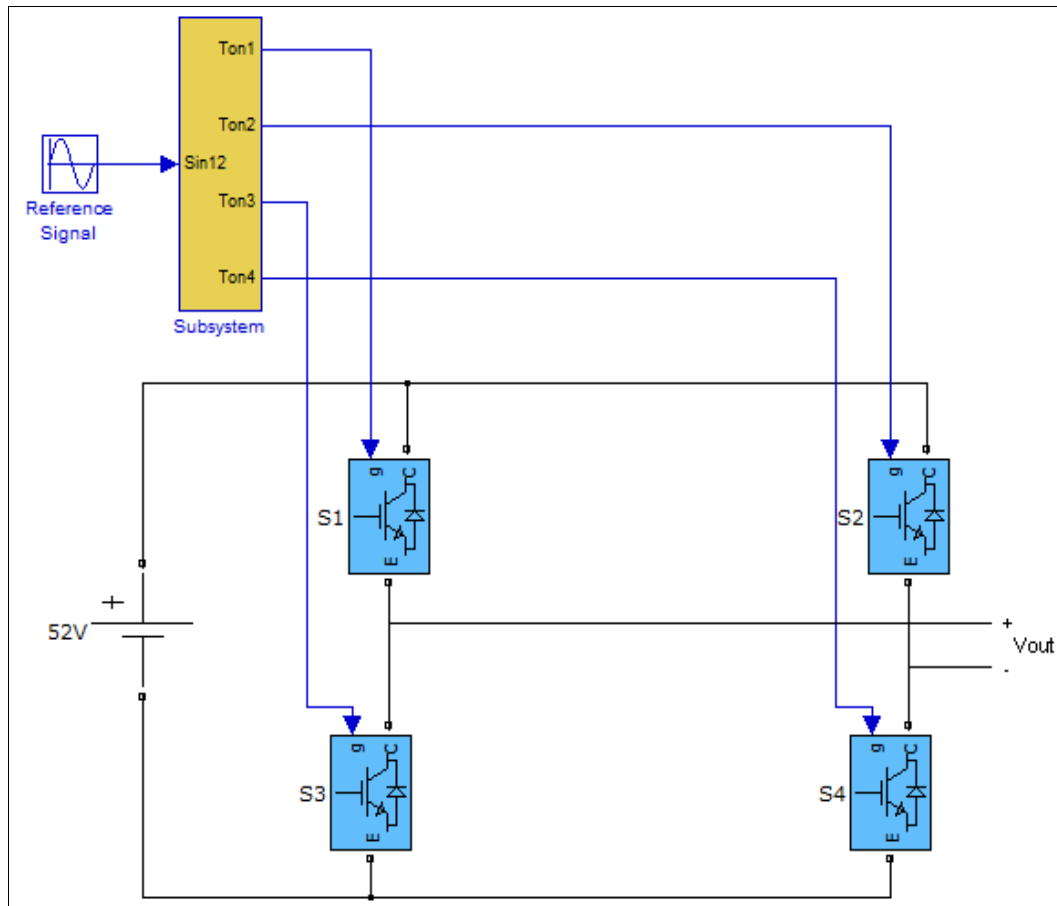 Ton1
Ton2
Sin12
Ton3
Ton4
Reference
Signal
Subsystem
g
C
S1
E
g
C
S2
E
+
52V
+
Vout
-
g
C
S3
E
g
C
S4
E